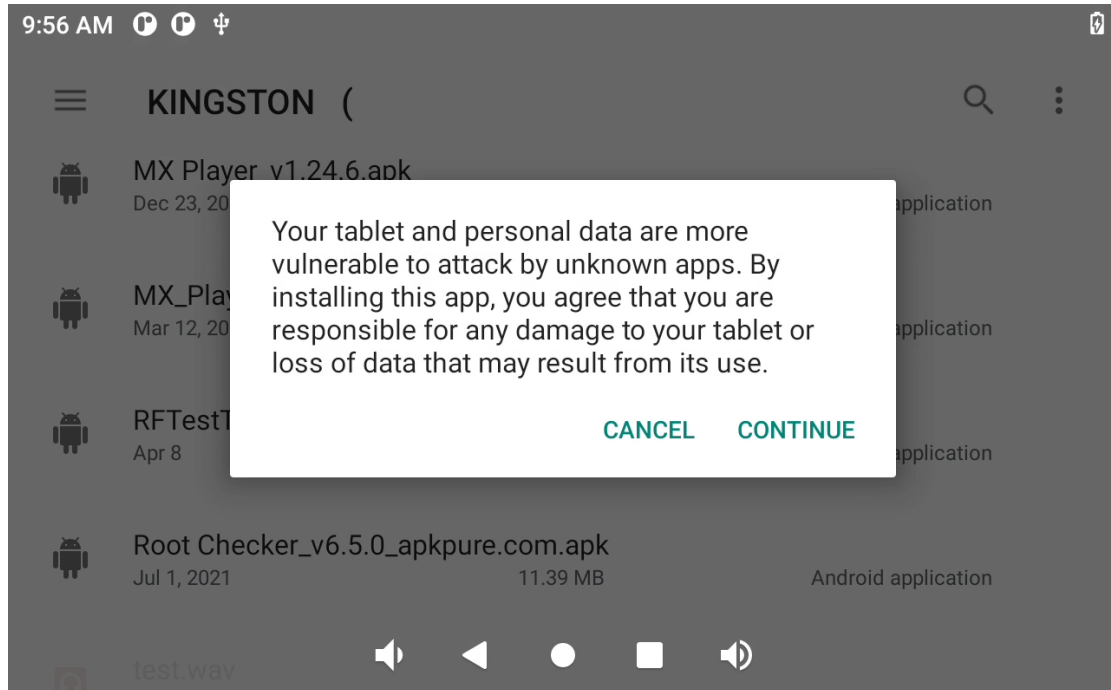 9:56 AM
KINGSTON (
MX Player_v1.24.6.apk
Dec 23, 20 application
Your tablet and personal data are more
vulnerable to attack by unknown apps. By
installing this app, you agree that you are
responsible for any damage to your tablet or
loss of data that may result from its use.
CANCEL CONTINUE
MX_Play
Mar 12, 20 application
RFTestT
Apr 8 application
Root Checker_v6.5.0_apkpure.com.apk
Jul 1, 2021 11.39 MB Android application
test.wav